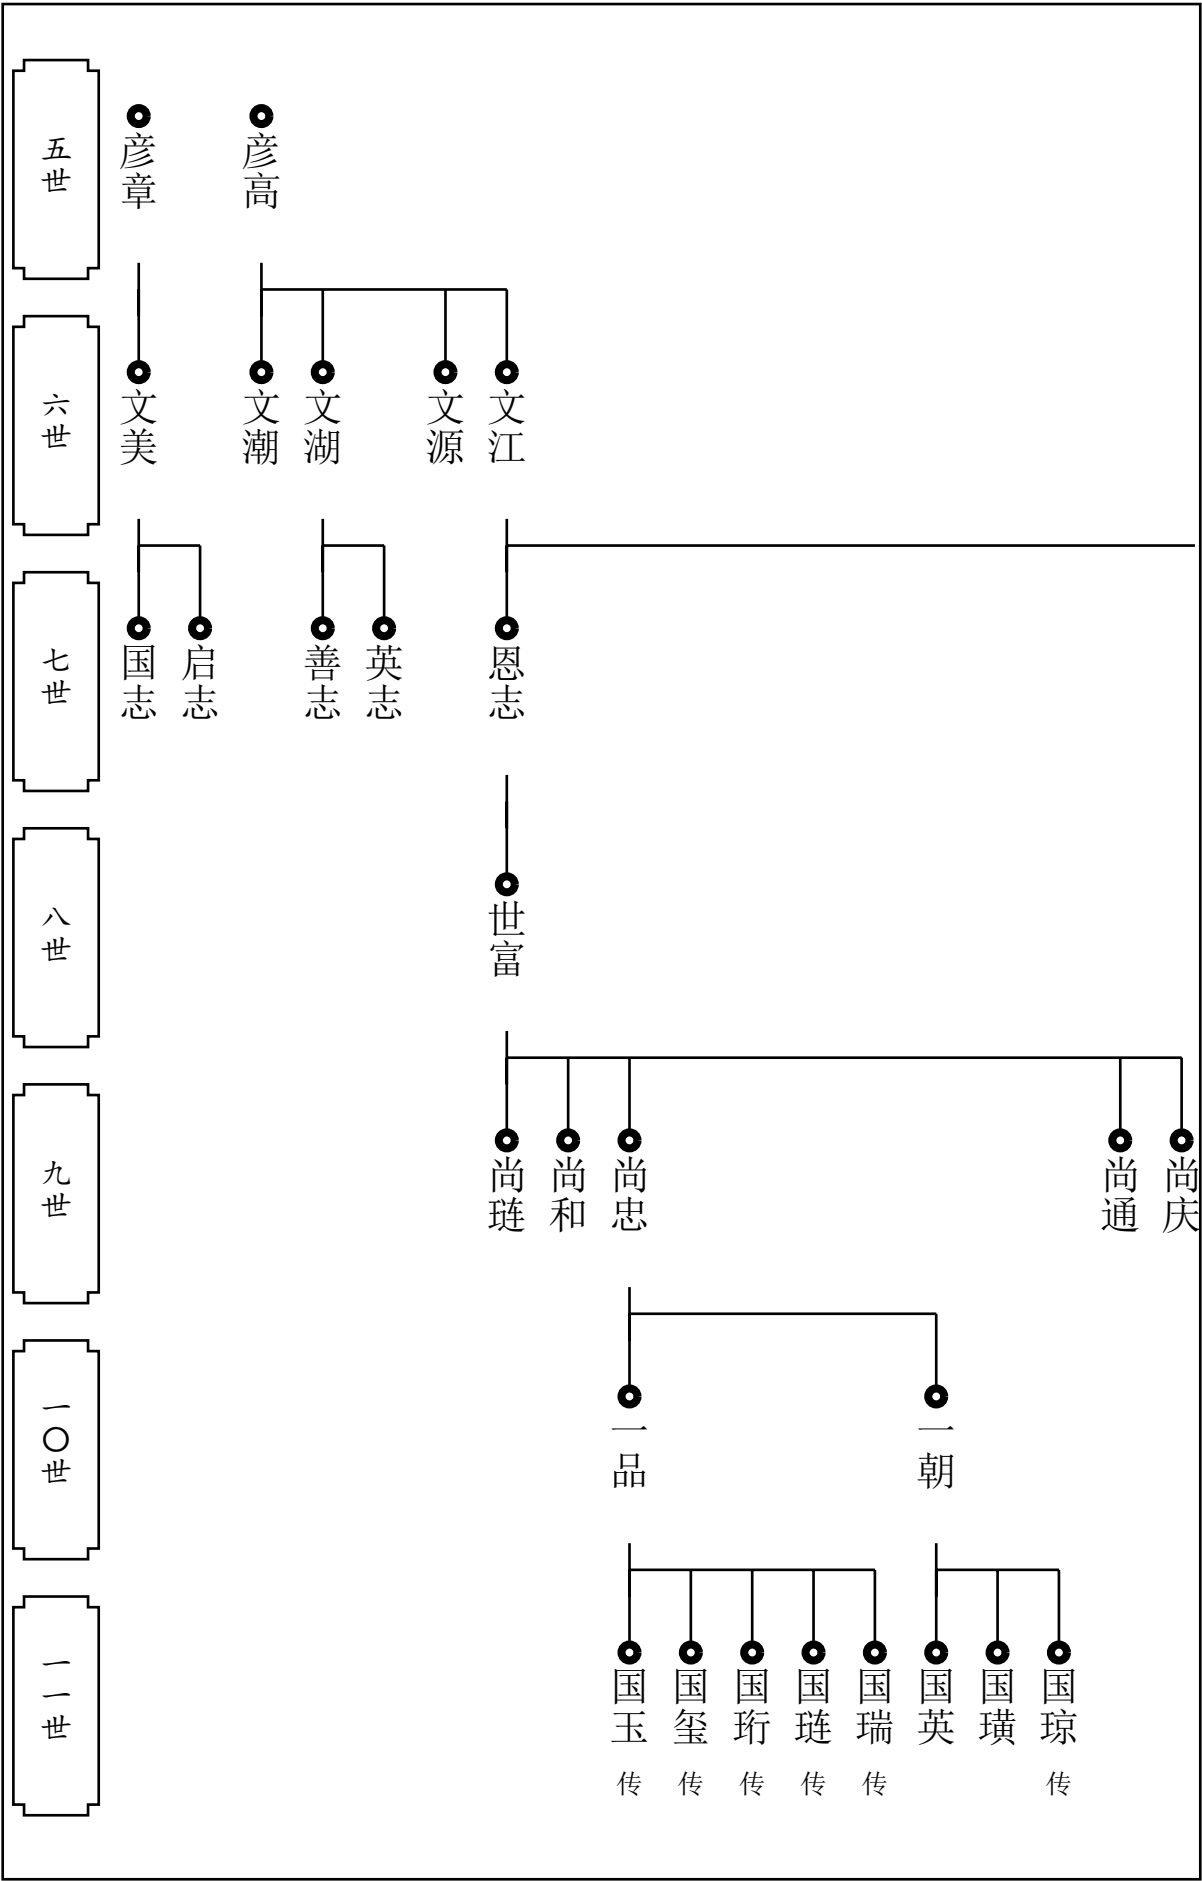 五世
彦章
彦高
六世
文美
文潮
文湖
文源
文江
七世
国志
启志
善志
英志
恩志
八世
世富
九世
尚琏
尚和
尚忠
尚通
尚庆
一〇世
一品
一朝
一一世
国玉
国玺
国珩
国琏
国瑞
国英
国璜
国琼
传
传
传
传
传
传